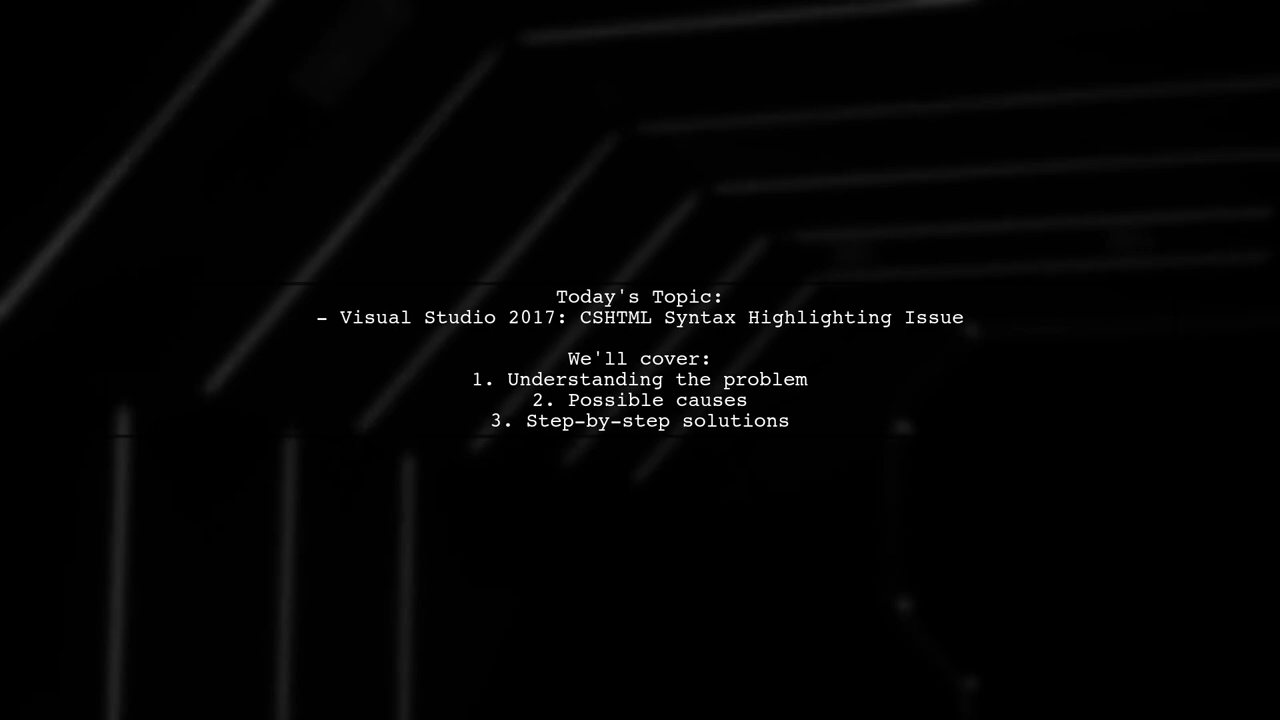 Today's Topic:
- Visual Studio 2017: CSHTML Syntax Highlighting Issue
We'll cover:
1. Understanding the problem
2. Possible causes
3. Step-by-step solutions